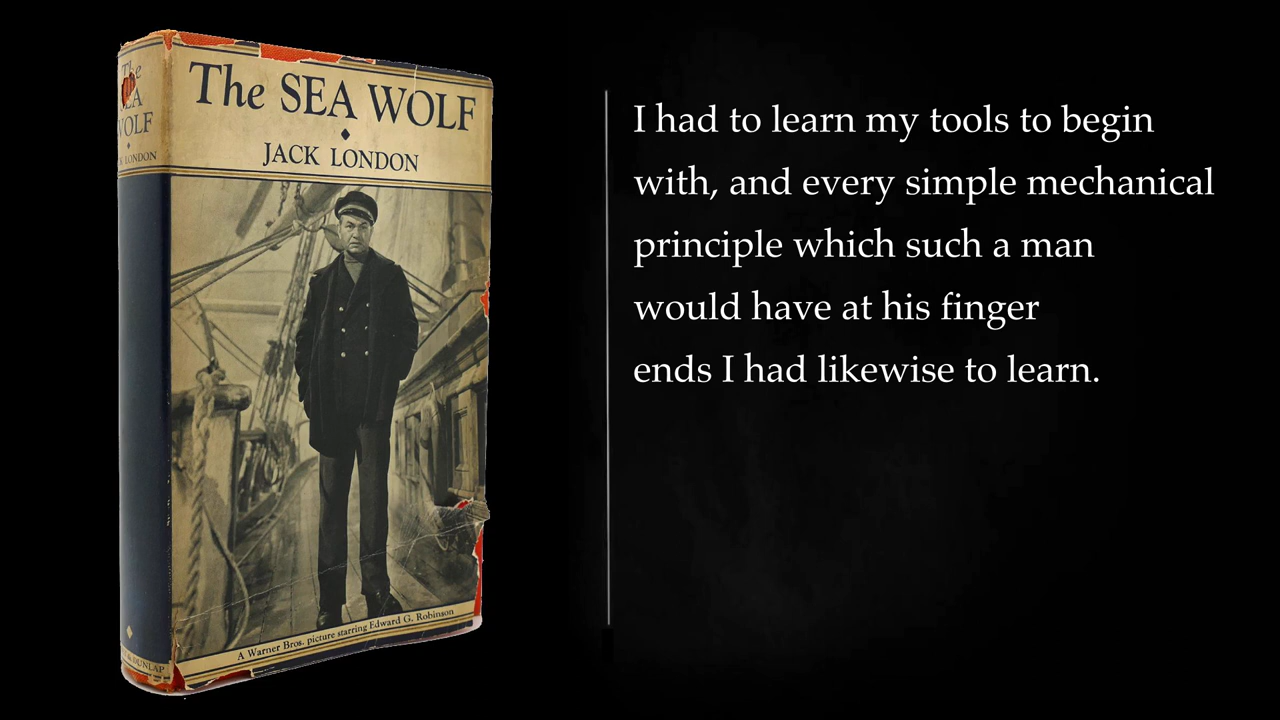 The SEA WOLF
JACK LONDON
The
SEA
WOLF
LONDON
A Warner Bros. picture starring Edward G. Robinson
DUNLAP
I had to learn my tools to begin
with, and every simple mechanical
principle which such a man
would have at his finger
ends I had likewise to learn.